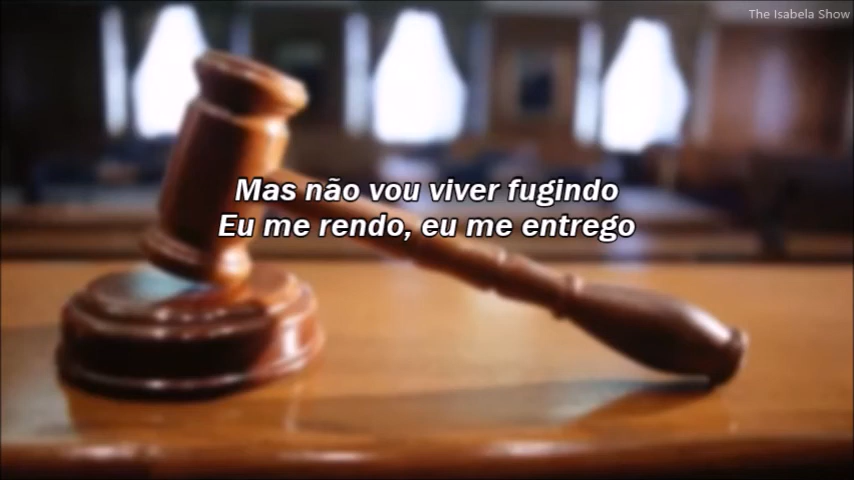 The Isabela Show
Mas não vou viver fugindo
Eu me rendo, eu me entrego